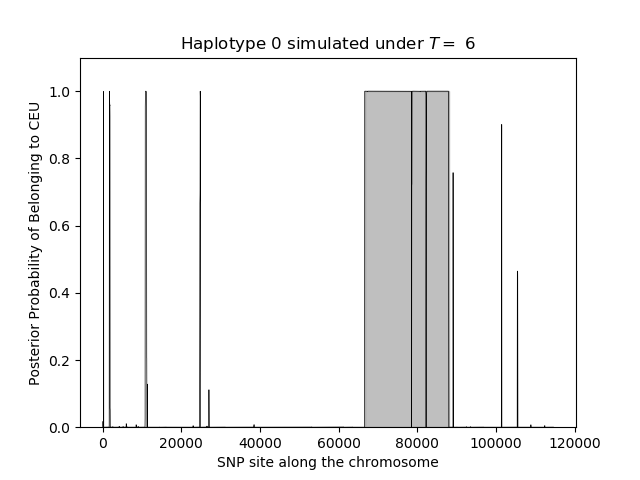 Haplotype 0 simulated under T = 6
Posterior Probability of Belonging to CEU
1.0
0.8
0.6
0.4
0.2
0.0
0 20000 40000 60000 80000 100000 120000
SNP site along the chromosome